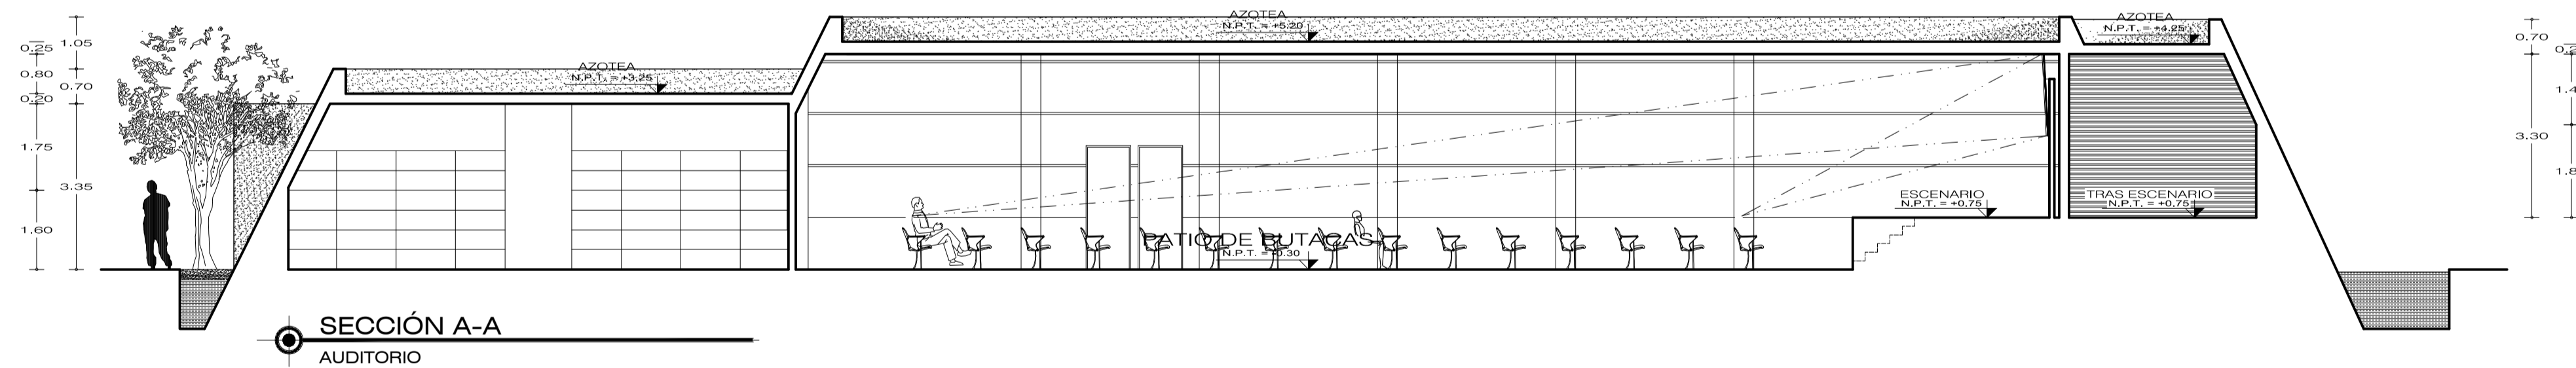 AZOTEA
N.P.T. = +5.20
AZOTEA
N.P.T. = +4.25
AZOTEA
N.P.T. = +3.25
0.25
1.05
0.80
0.70
0.20
1.75
3.35
1.60
0.70
3.30
ESCENARIO
N.P.T. = +0.75
TRAS ESCENARIO
N.P.T. = +0.75
PATIO DE BUTACAS
SECCIÓN A-A
AUDITORIO